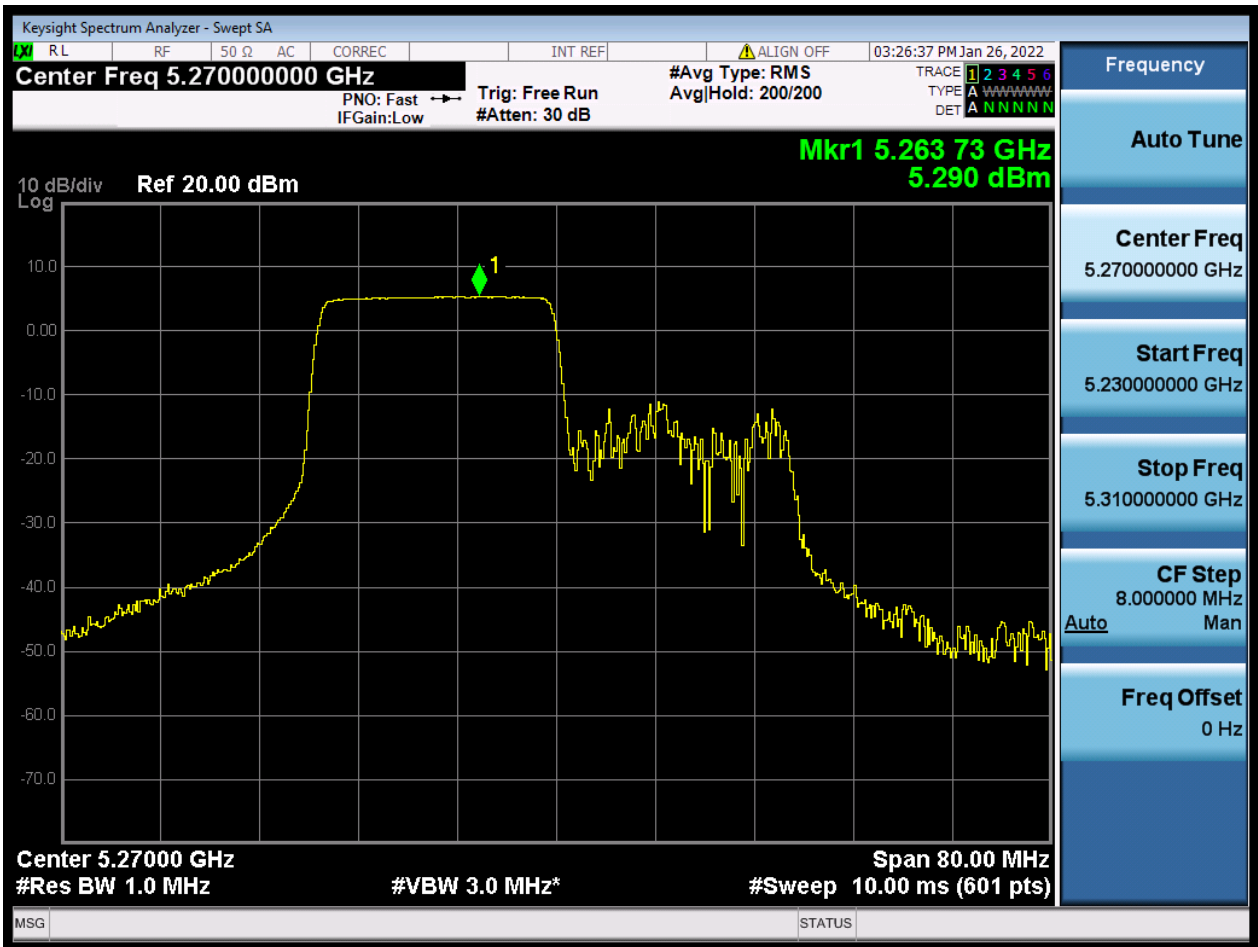 Keysight Spectrum Analyzer - Swept SA
LXI RL RF 50 Ω AC CORREC INT REF ALIGN OFF 03:26:37 PM Jan 26, 2022
Center Freq 5.270000000 GHz
PNO: Fast
IFGain:Low
Trig: Free Run
#Atten: 30 dB
#Avg Type: RMS
Avg|Hold: 200/200
TRACE 1 2 3 4 5 6
TYPE A WWWWW
DET A N N N N N
Mkr1 5.263 73 GHz
5.290 dBm
10 dB/div Ref 20.00 dBm
Log
1
10.0
0.00
-10.0
-20.0
-30.0
-40.0
-50.0
-60.0
-70.0
Center 5.27000 GHz Span 80.00 MHz
#Res BW 1.0 MHz #VBW 3.0 MHz* #Sweep 10.00 ms (601 pts)
MSG STATUS
Frequency
Auto Tune
Center Freq
5.270000000 GHz
Start Freq
5.230000000 GHz
Stop Freq
5.310000000 GHz
CF Step
8.000000 MHz
Auto Man
Freq Offset
0 Hz